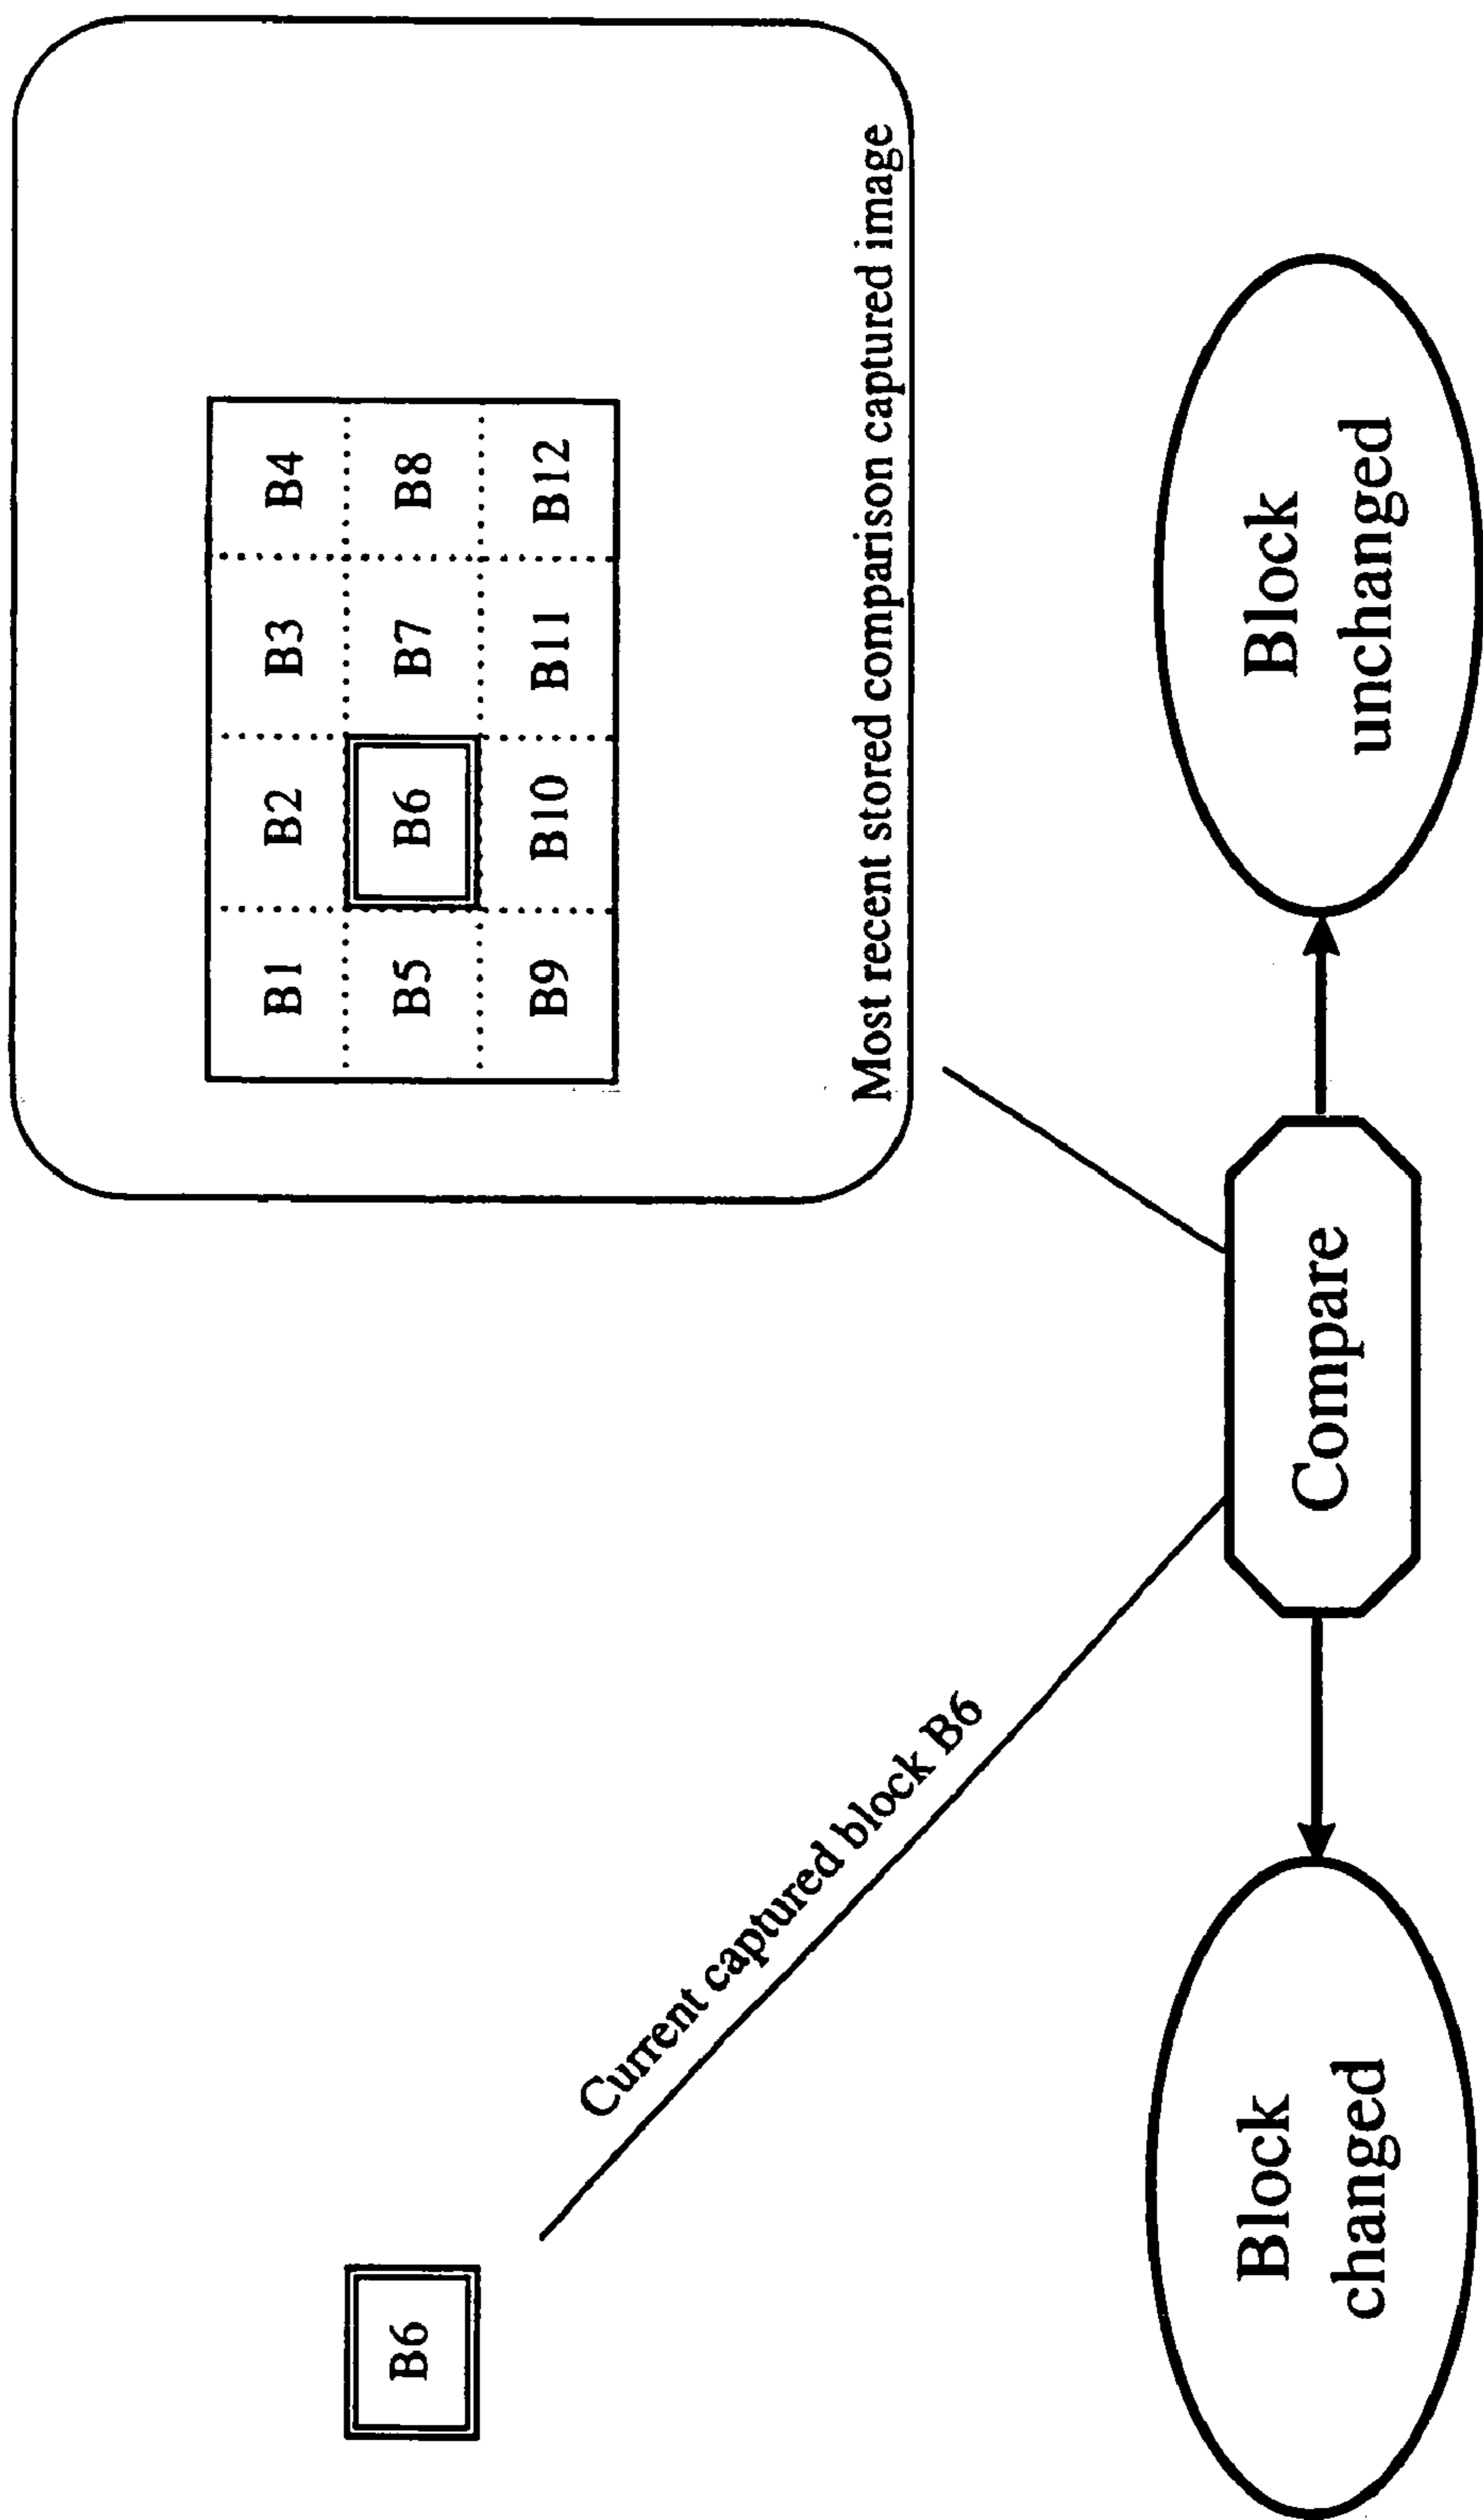 B1 B2 B3 B4
B5 B6 B7 B8
B9 B10 B11 B12
Most recent stored comparison captured image
B6
Current captured block B6
Compare
Block
changed
Block
unchanged